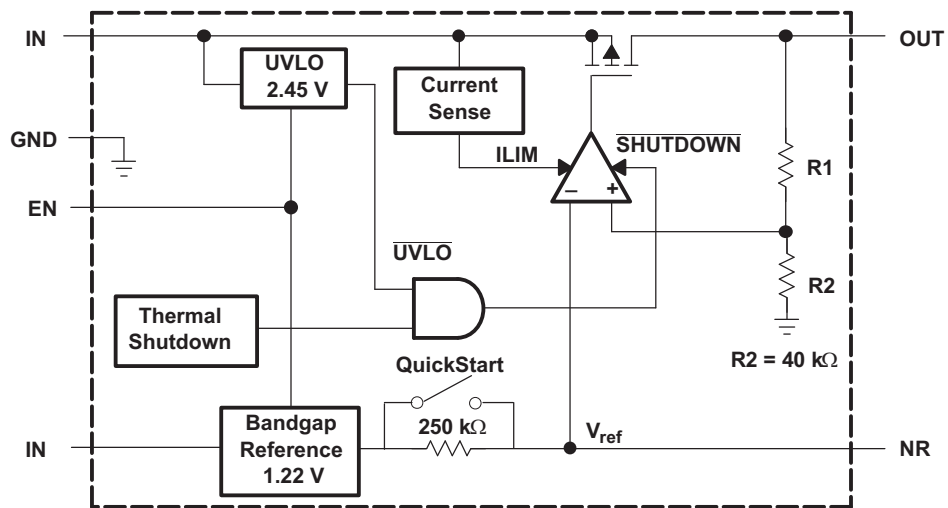 IN
OUT
UVLO
2.45 V
Current
Sense
GND
SHUTDOWN
ILIM
R1
EN
– +
UVLO
R2
Thermal
Shutdown
R2 = 40 kΩ
QuickStart
Bandgap
Reference
1.22 V
250 kΩ
Vref
IN
NR